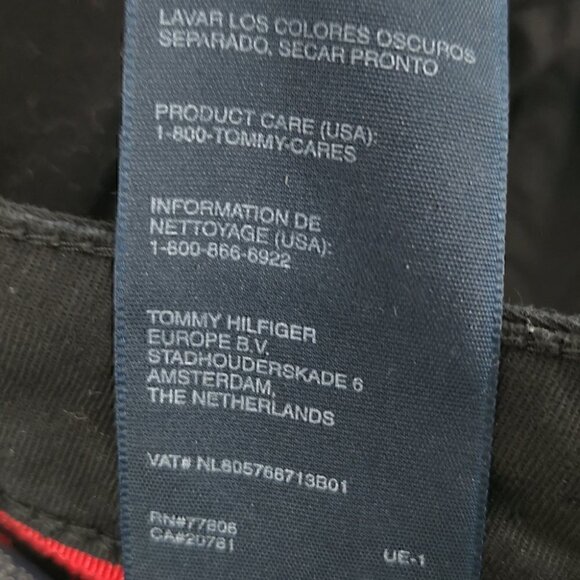 LAVAR LOS COLORES OSCUROS
SEPARADO, SECAR PRONTO
PRODUCT CARE (USA):
1-800-TOMMY-CARES
INFORMATION DE
NETTOYAGE (USA):
1-800-866-6922
TOMMY HILFIGER
EUROPE B.V.
STADHOUDERSKADE 6
AMSTERDAM,
THE NETHERLANDS
VAT# NL805766713B01
RN#77806
CA#20781
UE-1